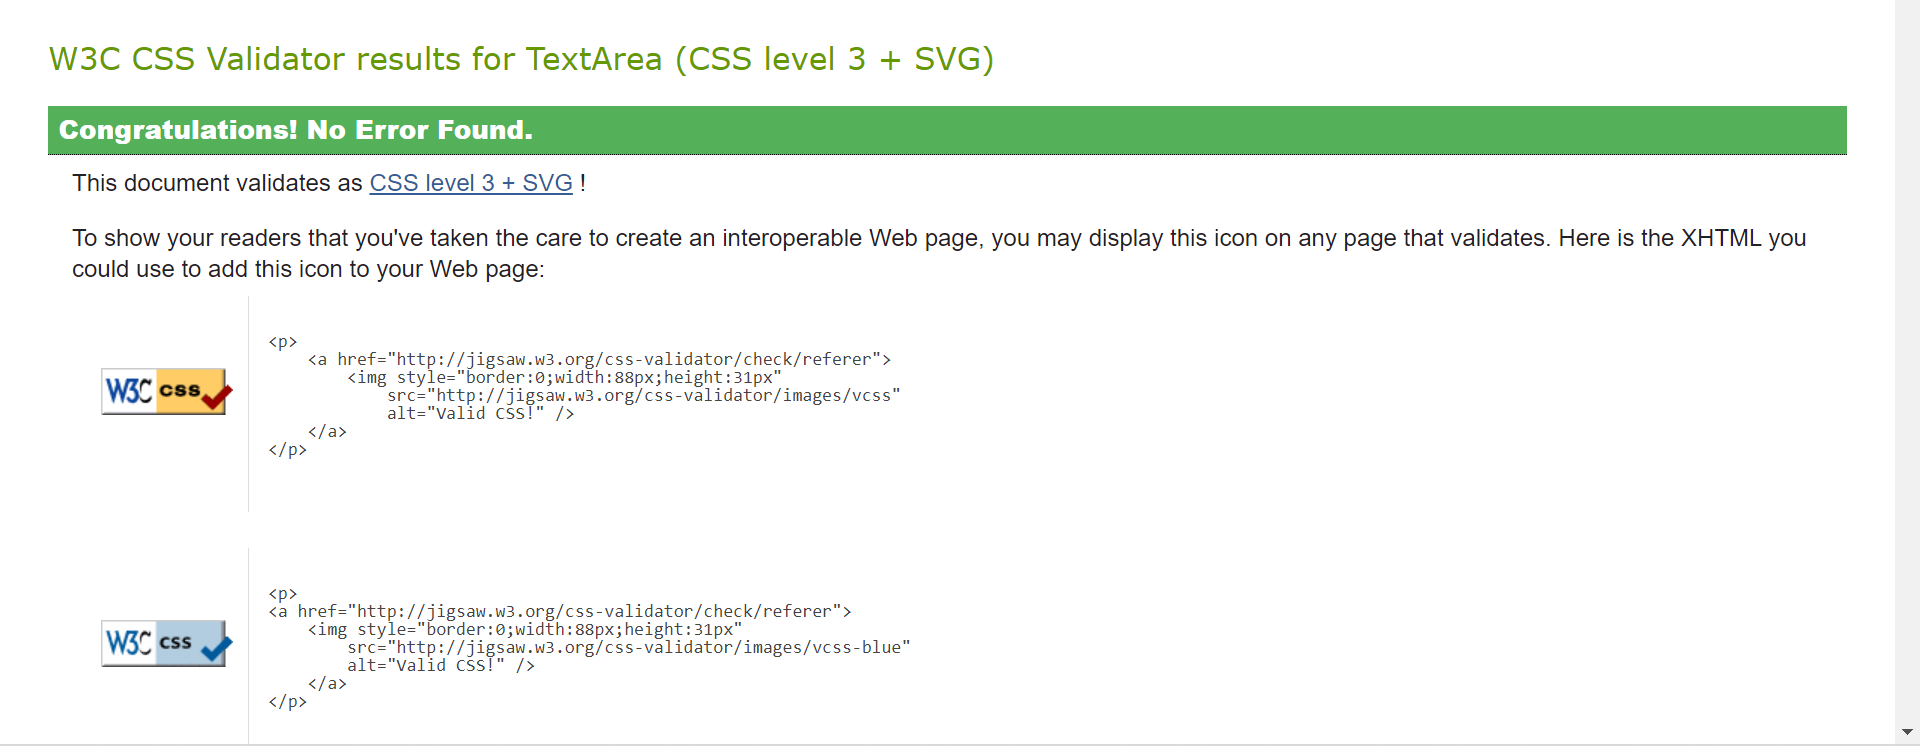 W3C CSS Validator results for TextArea (CSS level 3 + SVG)
Congratulations! No Error Found.
This document validates as CSS level 3 + SVG !
To show your readers that you've taken the care to create an interoperable Web page, you may display this icon on any page that validates. Here is the XHTML you
could use to add this icon to your Web page:
W3C css
<p>
    <a href="http://jigsaw.w3.org/css-validator/check/referer">
        <img style="border:0;width:88px;height:31px"
            src="http://jigsaw.w3.org/css-validator/images/vcss"
            alt="Valid CSS!" />
    </a>
</p>
W3C css
<p>
<a href="http://jigsaw.w3.org/css-validator/check/referer">
    <img style="border:0;width:88px;height:31px"
        src="http://jigsaw.w3.org/css-validator/images/vcss-blue"
        alt="Valid CSS!" />
    </a>
</p>